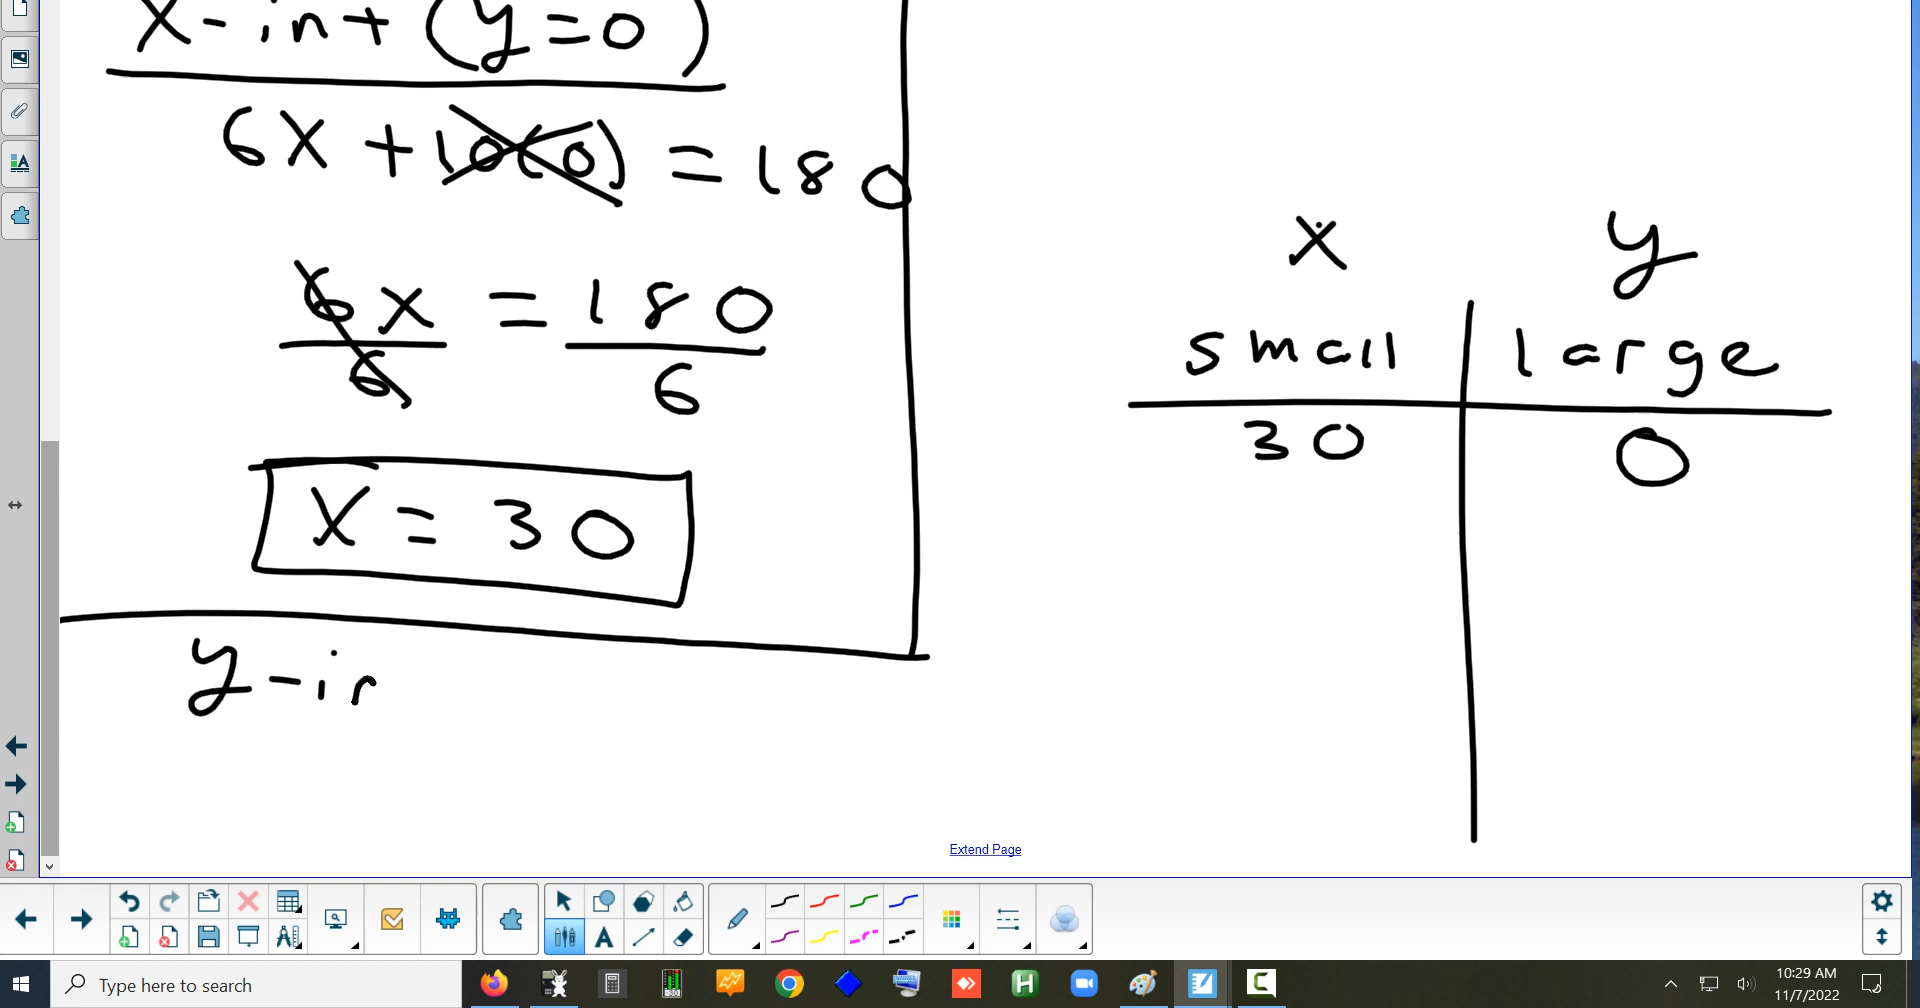 x-int (y=0)
6x + 10(0) = 180
6x = 180
6 6
x = 30
y-in
x y
small large
30 0
Extend Page
Type here to search
10:29 AM
11/7/2022